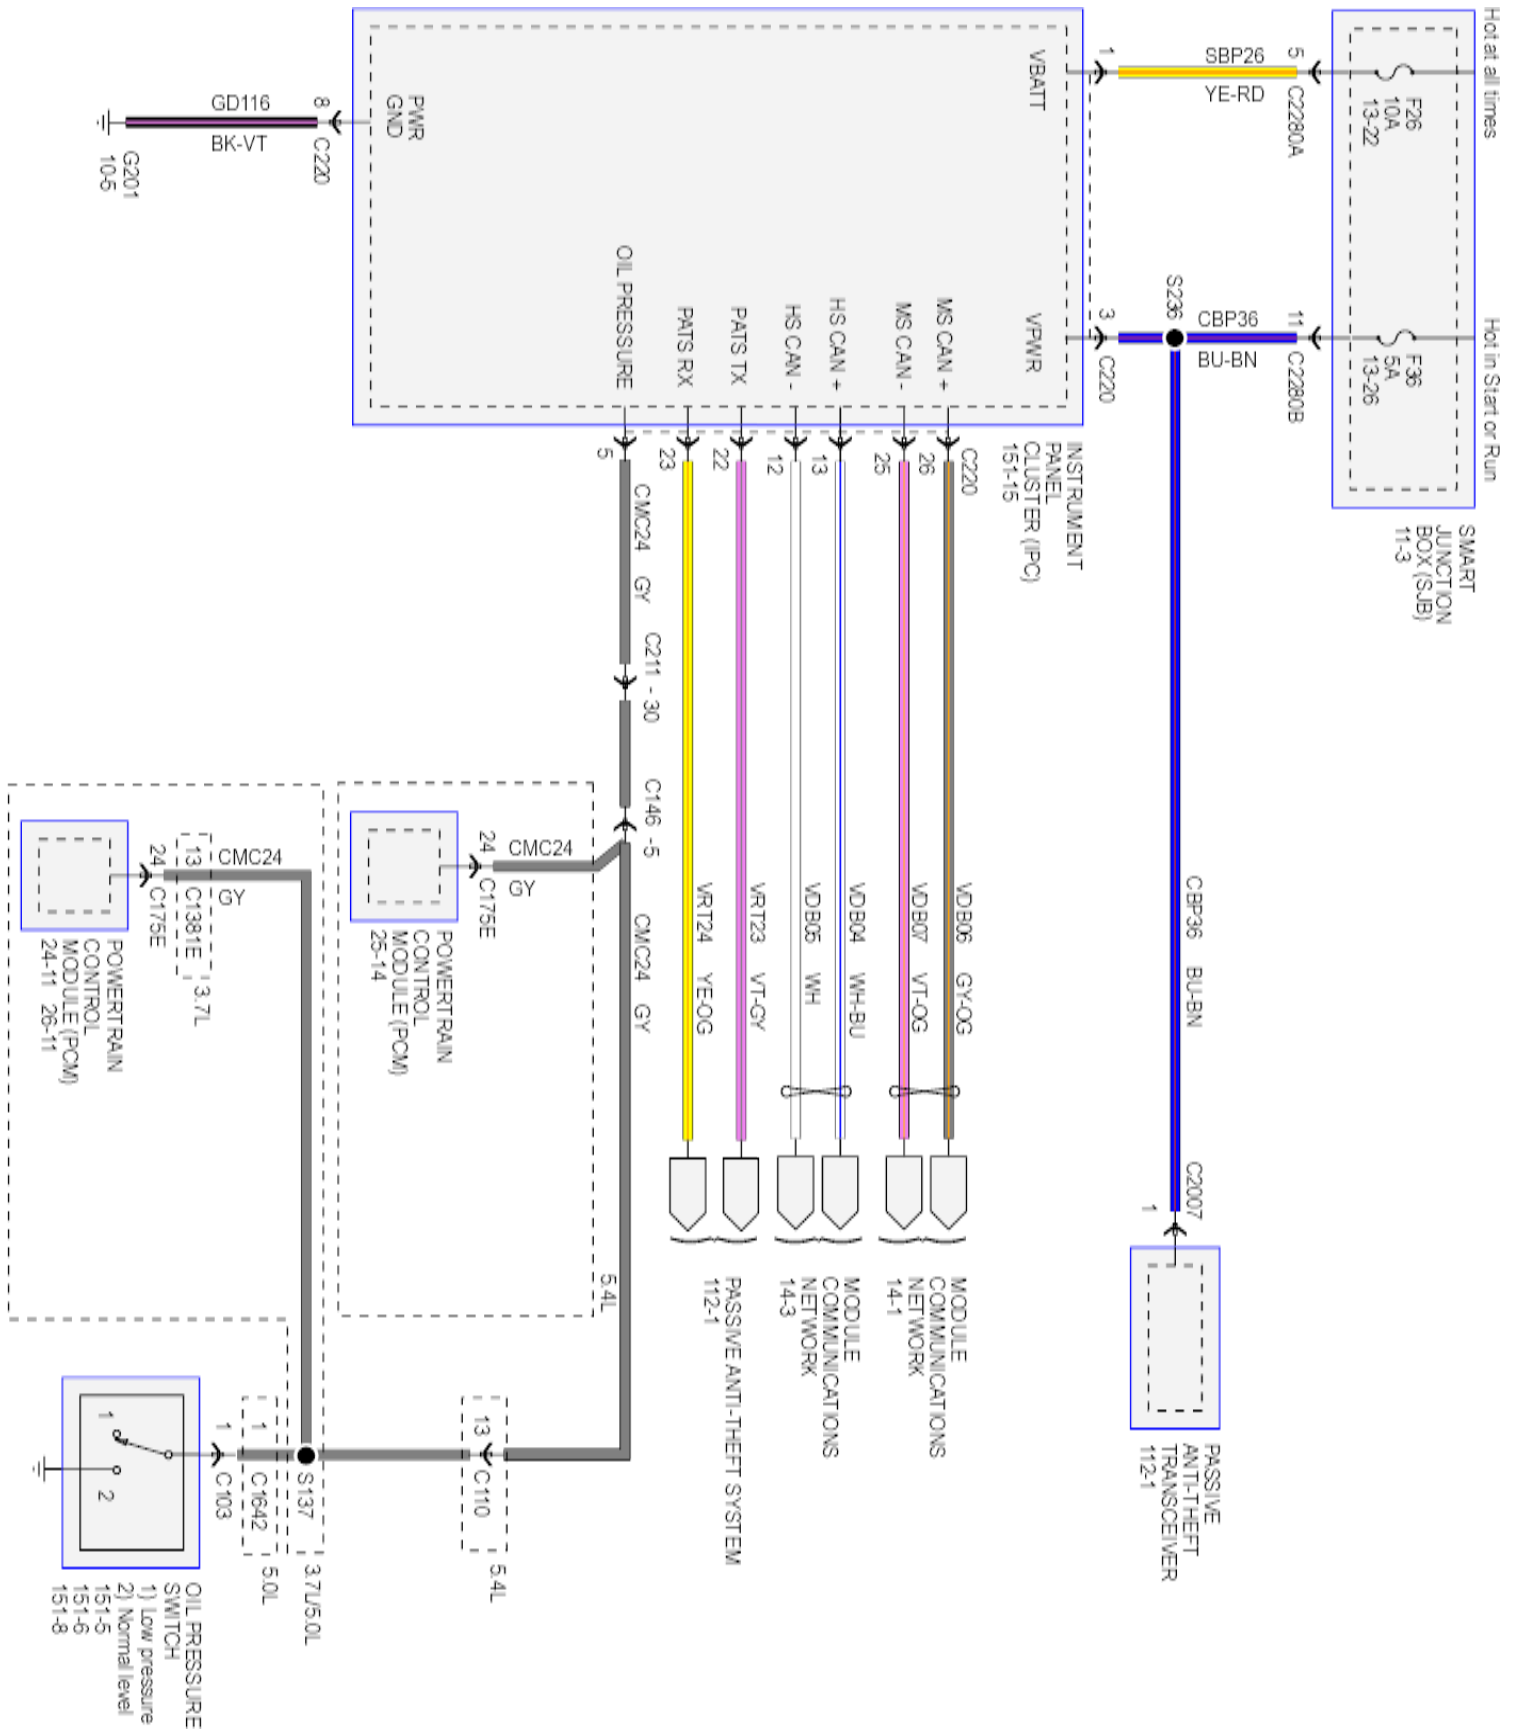 Hot at all times
Hot in Start or Run
F26
10A
13-22
F36
5A
13-26
SMART
JUNCTION
BOX (SJB)
11-3
5
C2280A
11
C2280B
SBP26
YE-RD
CBP36
BU-BN
S236
CBP36
BU-BN
C2007
1
PASSIVE
ANTI-THEFT
TRANSCEIVER
112-1
1
3
C220
VBATT
VPWR
INSTRUMENT
PANEL
CLUSTER (IPC)
151-15
MS CAN +
MS CAN -
HS CAN +
HS CAN -
PATS TX
PATS RX
OIL PRESSURE
PWR
GND
C220
26
25
13
12
22
23
5
8
C220
GD116
BK-VT
G201
10-5
VDB06
GY-OG
VDB07
VT-OG
VDB04
WH-BU
VDB05
WH
VRT23
VT-GY
VRT24
YE-OG
MODULE
COMMUNICATIONS
NETWORK
14-1
MODULE
COMMUNICATIONS
NETWORK
14-3
PASSIVE ANTI-THEFT SYSTEM
112-1
CMC24
GY
C211 - 30
C146 -5
CMC24
GY
5.4L
CMC24
GY
24
C175E
POWERTRAIN
CONTROL
MODULE (PCM)
25-14
CMC24
GY
13
C1381E
3.7L
24
C175E
POWERTRAIN
CONTROL
MODULE (PCM)
24-11 26-11
13
C110
5.4L
S137
3.7L/5.0L
1
C1642
5.0L
1
C103
1
2
OIL PRESSURE
SWITCH
1) Low pressure
2) Normal level
151-5
151-6
151-8